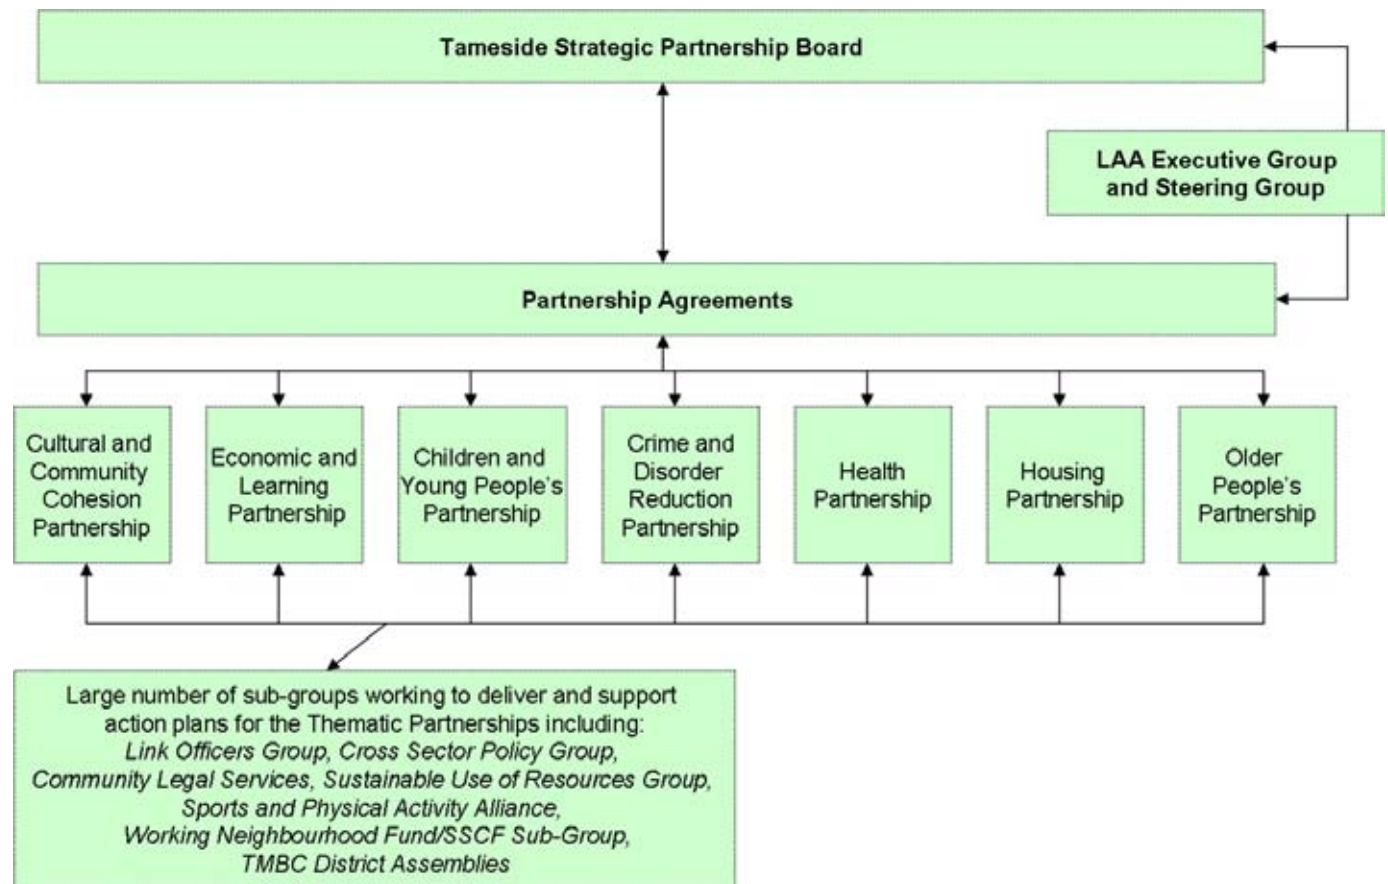 Tameside Strategic Partnership Board
LAA Executive Group
and Steering Group
Partnership Agreements
Cultural and
Community
Cohesion
Partnership
Economic and
Learning
Partnership
Children and
Young People's
Partnership
Crime and
Disorder
Reduction
Partnership
Health
Partnership
Housing
Partnership
Older
People's
Partnership
Large number of sub-groups working to deliver and support
action plans for the Thematic Partnerships including:
Link Officers Group, Cross Sector Policy Group,
Community Legal Services, Sustainable Use of Resources Group,
Sports and Physical Activity Alliance,
Working Neighbourhood Fund/SSCF Sub-Group,
TMBC District Assemblies